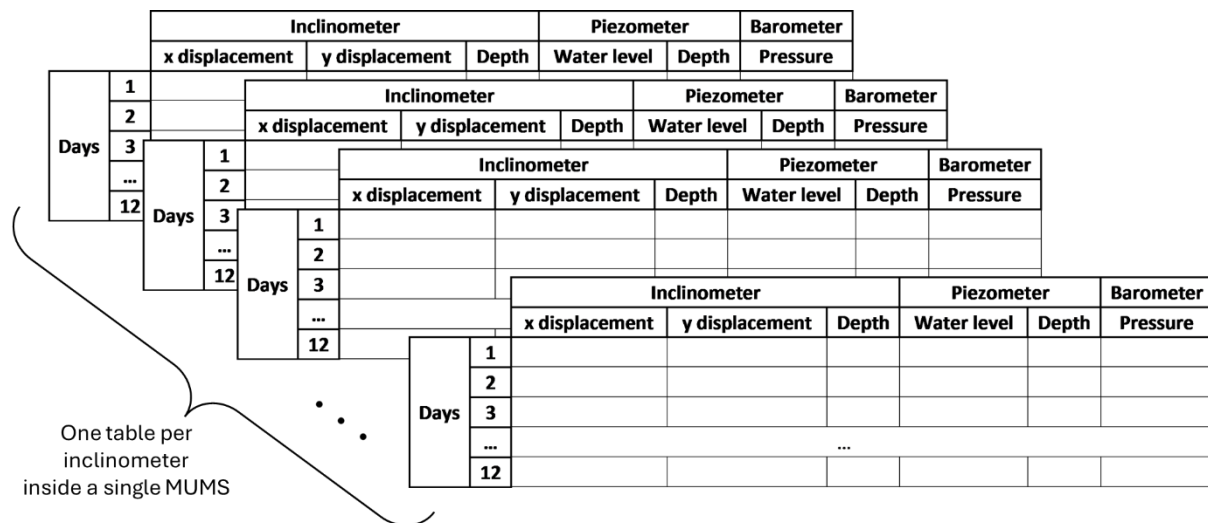 Inclinometer Piezometer Barometer
x displacement y displacement Depth Water level Depth Pressure
Days
1
2
3
...
12
Inclinometer Piezometer Barometer
x displacement y displacement Depth Water level Depth Pressure
Days
1
2
3
...
12
Inclinometer Piezometer Barometer
x displacement y displacement Depth Water level Depth Pressure
Days
1
2
3
...
12
Inclinometer Piezometer Barometer
x displacement y displacement Depth Water level Depth Pressure
Days
1
2
3
... ...
12
One table per
inclinometer
inside a single MUMS